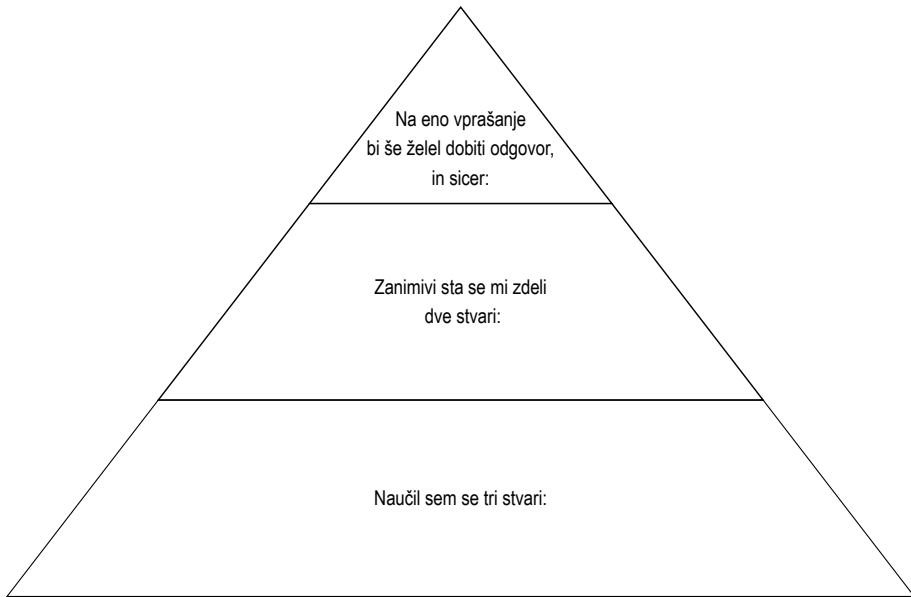 Na eno vprašanje
bi še želel dobiti odgovor,
in sicer:
Zanimivi sta se mi zdeli
dve stvari:
Naučil sem se tri stvari: